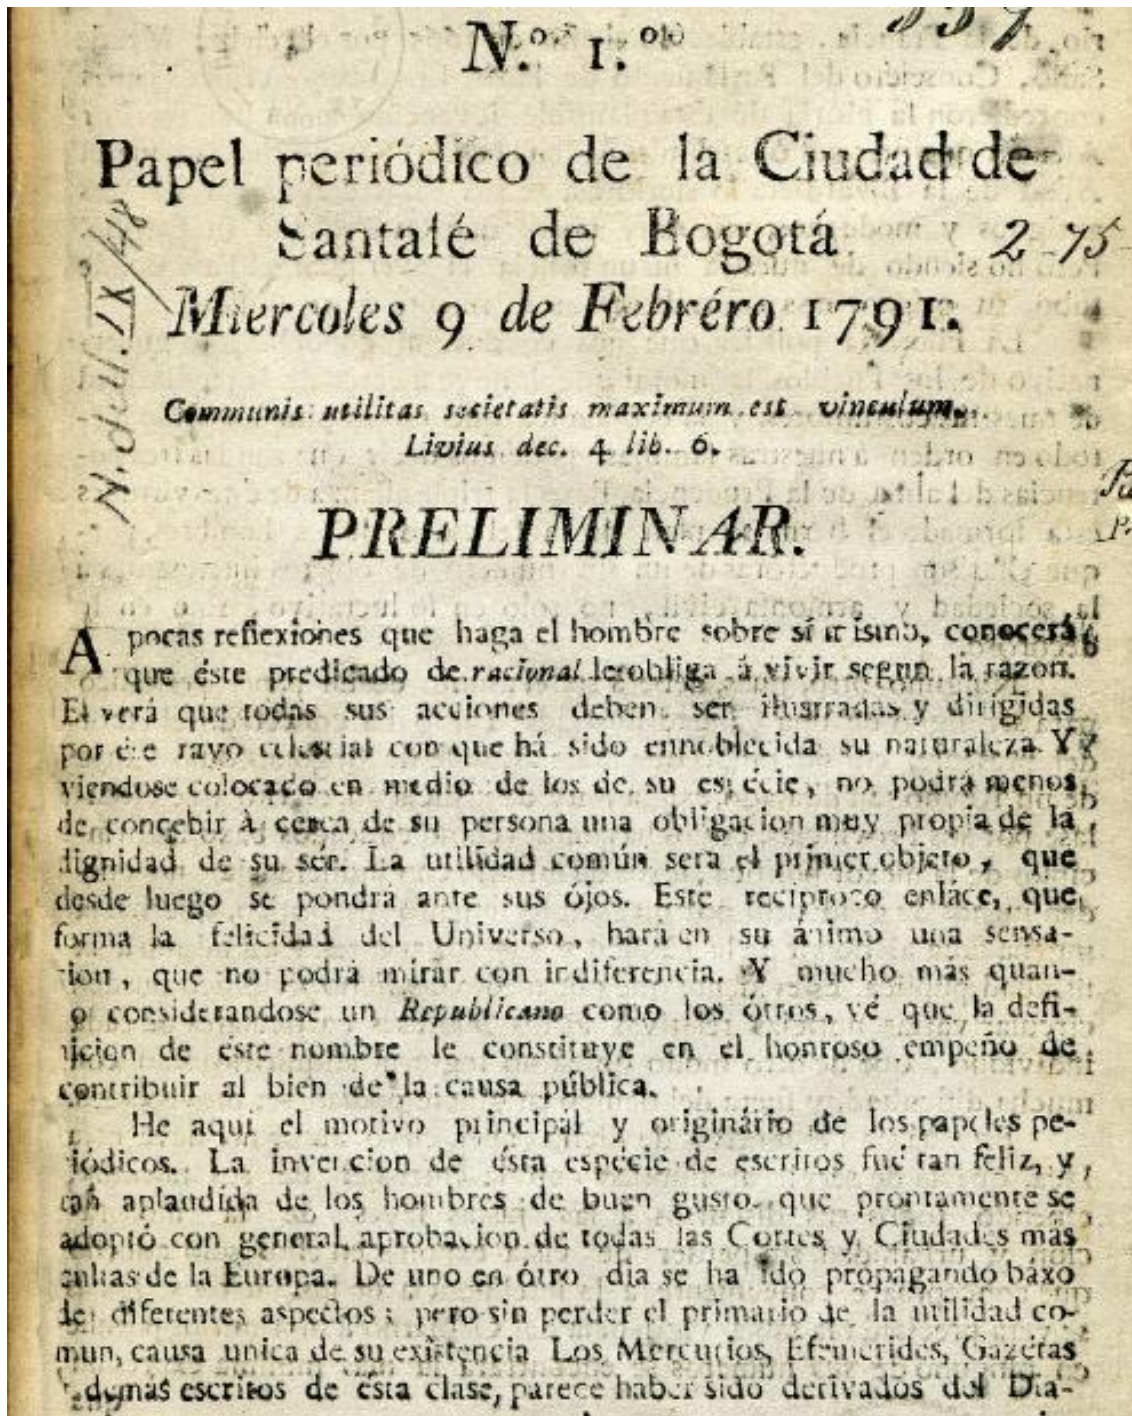 N.º 1.º
Papel periódico de la Ciudad de
Santafé de Bogotá
2-75
Miercoles 9 de Febréro 1791.
Communis utilitas societatis maximum est vinculum.
Livius dec. 4 lib. 6.
PRELIMINAR.
A pocas reflexiones que haga el hombre sobre sí mismo, conocerá
que éste predicado de racional le obliga á vivir segun la razon.
El verá que todas sus acciones deben ser ilustradas y dirigidas
por ese rayo celestial con que há sido ennoblecida su naturaleza Y
viendose colocado en medio de los de su espécie, no podrá menos
de concebir à cerca de su persona una obligacion muy propia de la
dignidad de su sér. La utilidad común sera el primer objeto, que
desde luego se pondrá ante sus ójos. Este reciproco enláce, que
forma la felicidad del Universo, hará en su ánimo una sensa-
cion, que no podrá mirar con indiferencia. Y mucho más quan-
o considerandose un Republicano como los ótros, vé que la defi-
nicion de éste nombre le constituye en el honroso empeño de
contribuir al bien de la causa pública.
He aqui el motivo principál y originário de los papeles pe-
riódicos. La invencion de ésta espécie de escritos fué tan feliz, y
tan aplaudída de los hombres de buen gusto que prontamente se
adoptó con general aprobacion de todas las Cortes y Ciudades más
cultas de la Europa. De uno en ótro dia se ha ído propagando báxo
de diferentes aspectos; pero sin perder el primario de la utilidad co-
mun, causa unica de su existencia Los Mercurios, Efemerides, Gazétas
y demás escritos de ésta clase, parece haber sido derivados del Dia-